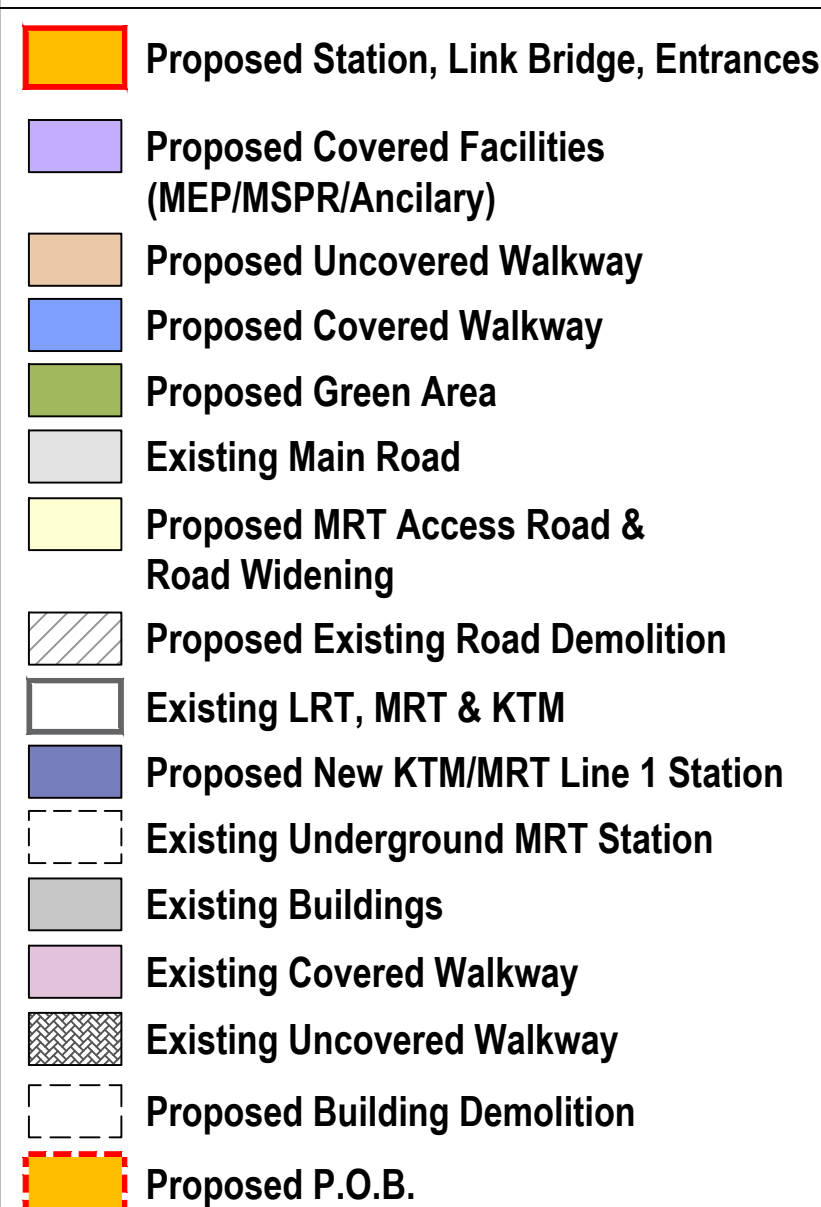 Proposed Station, Link Bridge, Entrances
Proposed Covered Facilities
(MEP/MSPR/Ancilary)
Proposed Uncovered Walkway
Proposed Covered Walkway
Proposed Green Area
Existing Main Road
Proposed MRT Access Road &
Road Widening
Proposed Existing Road Demolition
Existing LRT, MRT & KTM
Proposed New KTM/MRT Line 1 Station
Existing Underground MRT Station
Existing Buildings
Existing Covered Walkway
Existing Uncovered Walkway
Proposed Building Demolition
Proposed P.O.B.